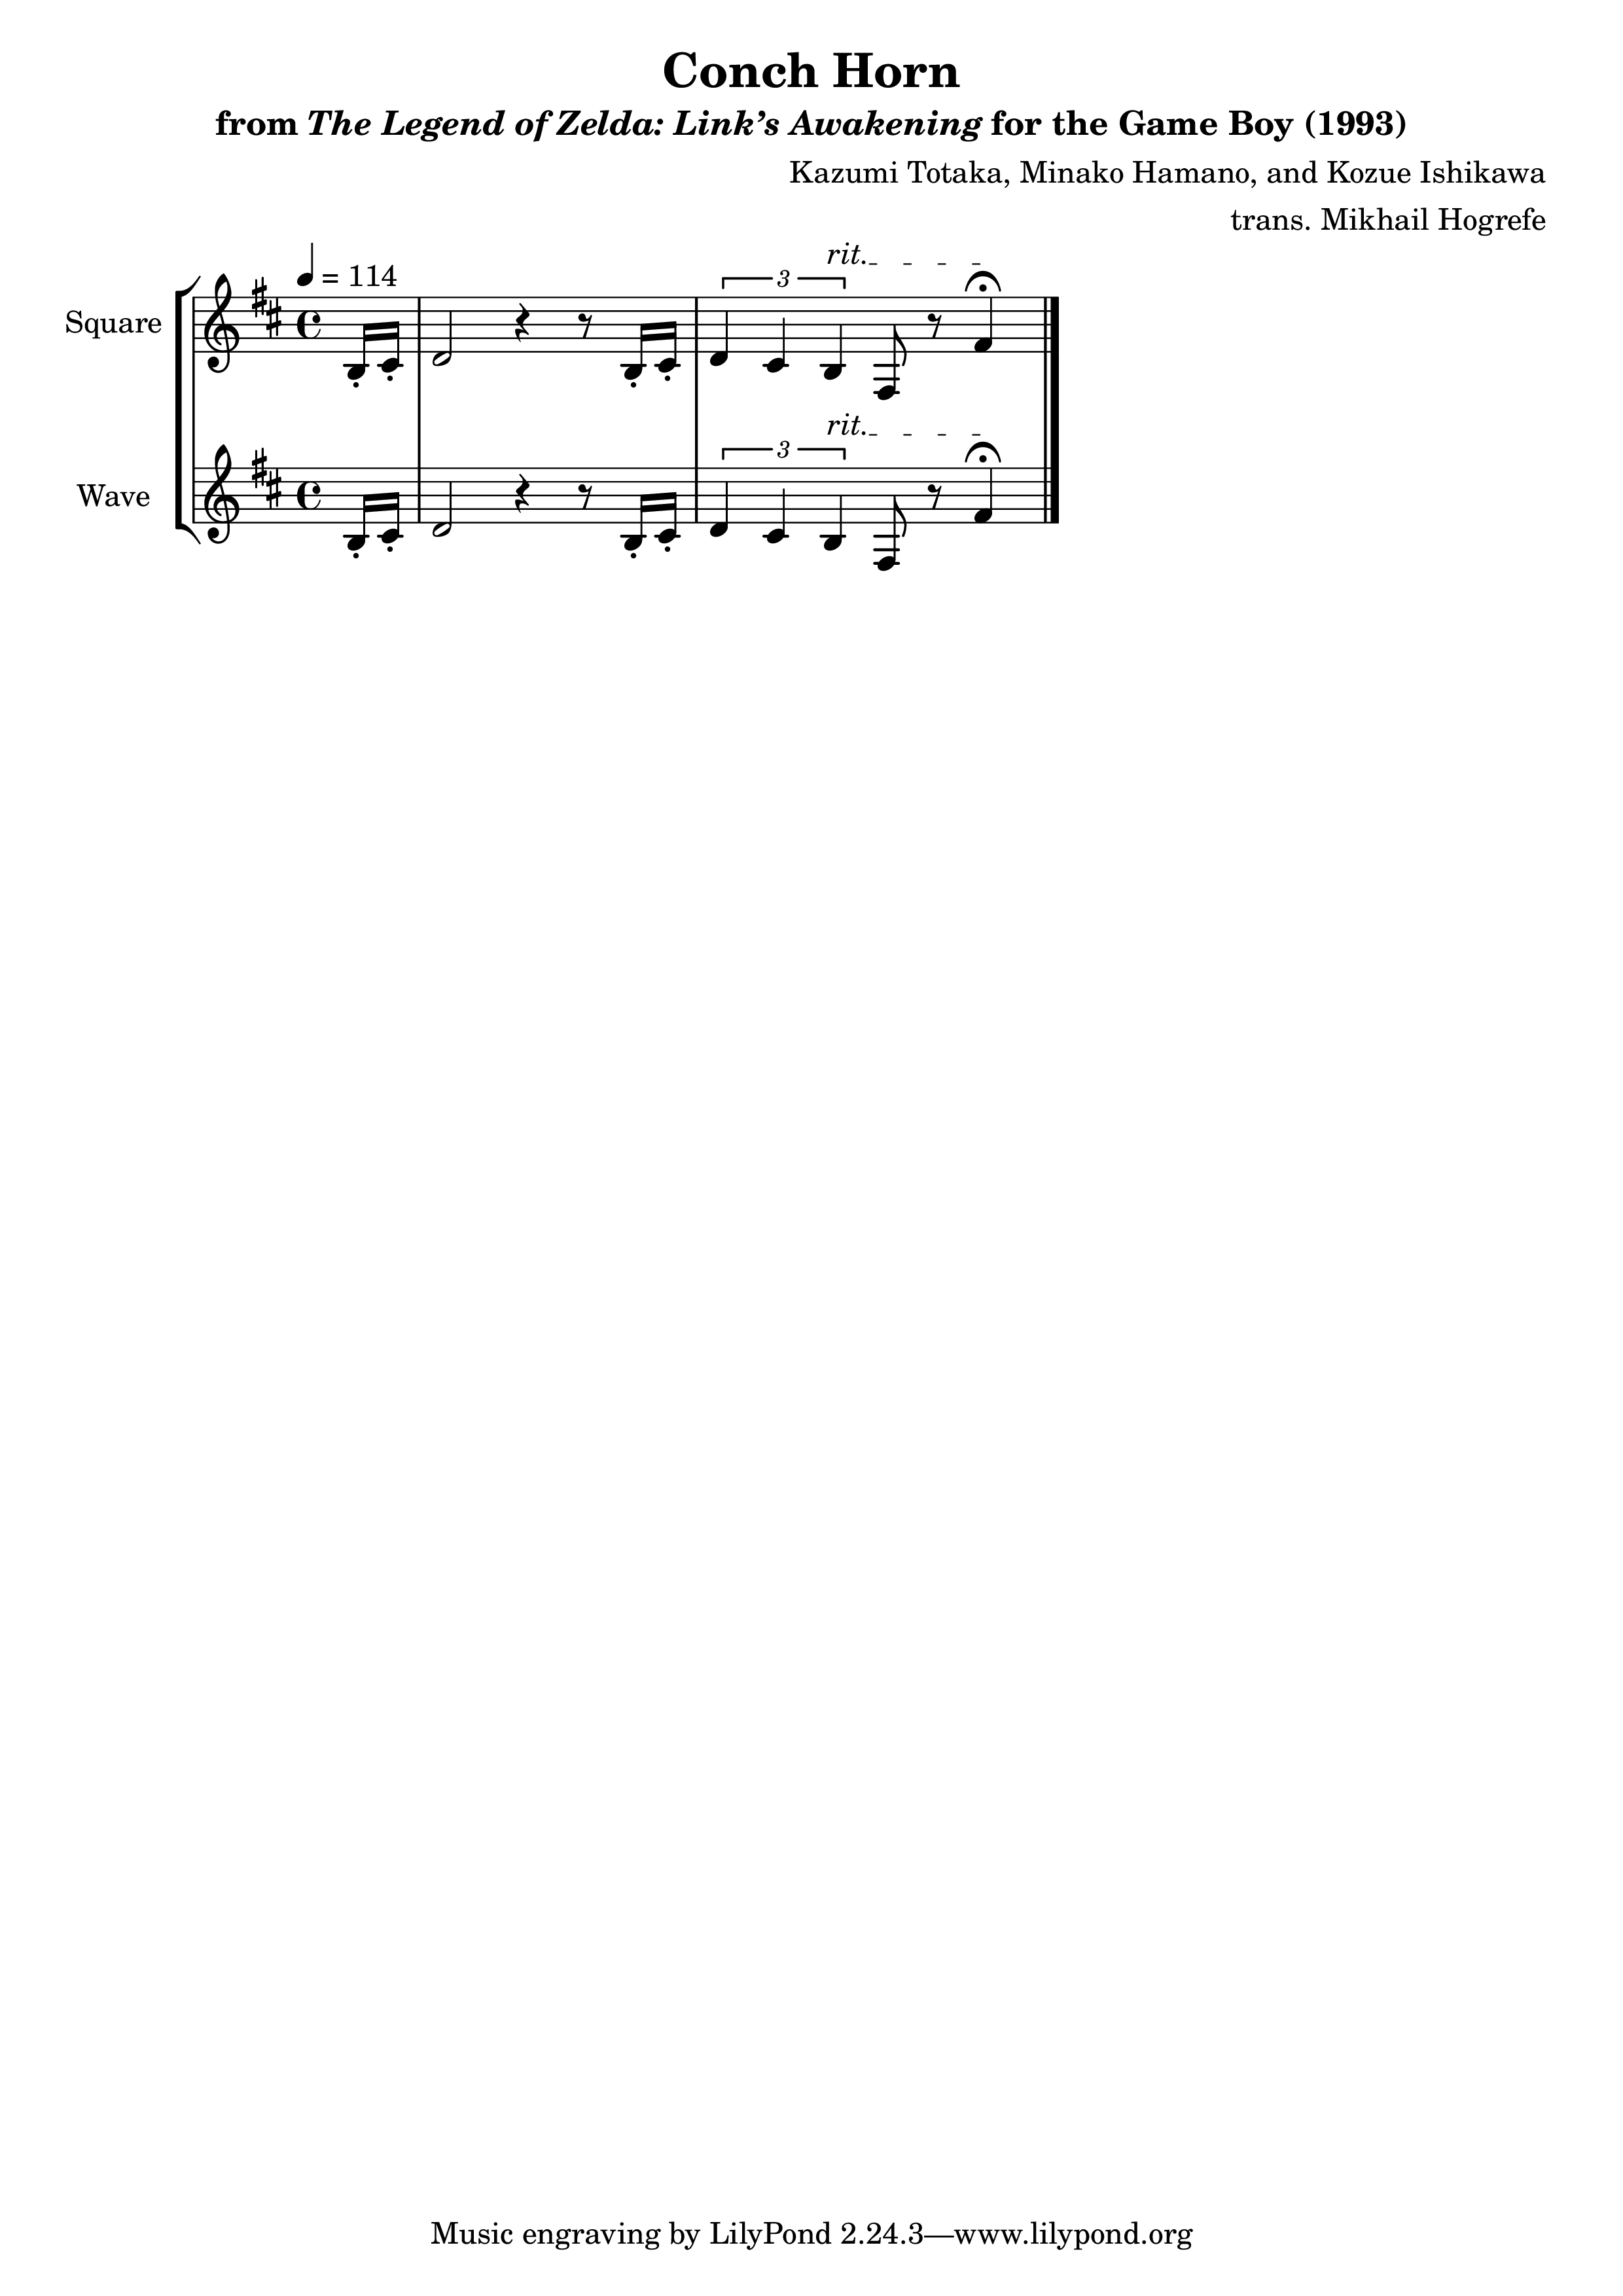 Conch Horn
from The Legend of Zelda: Link’s Awakening for the Game Boy (1993)
Kazumi Totaka, Minako Hamano, and Kozue Ishikawa
trans. Mikhail Hogrefe
= 114
rit.
3
Square
rit.
3
Wave
Music engraving by LilyPond 2.24.3—www.lilypond.org